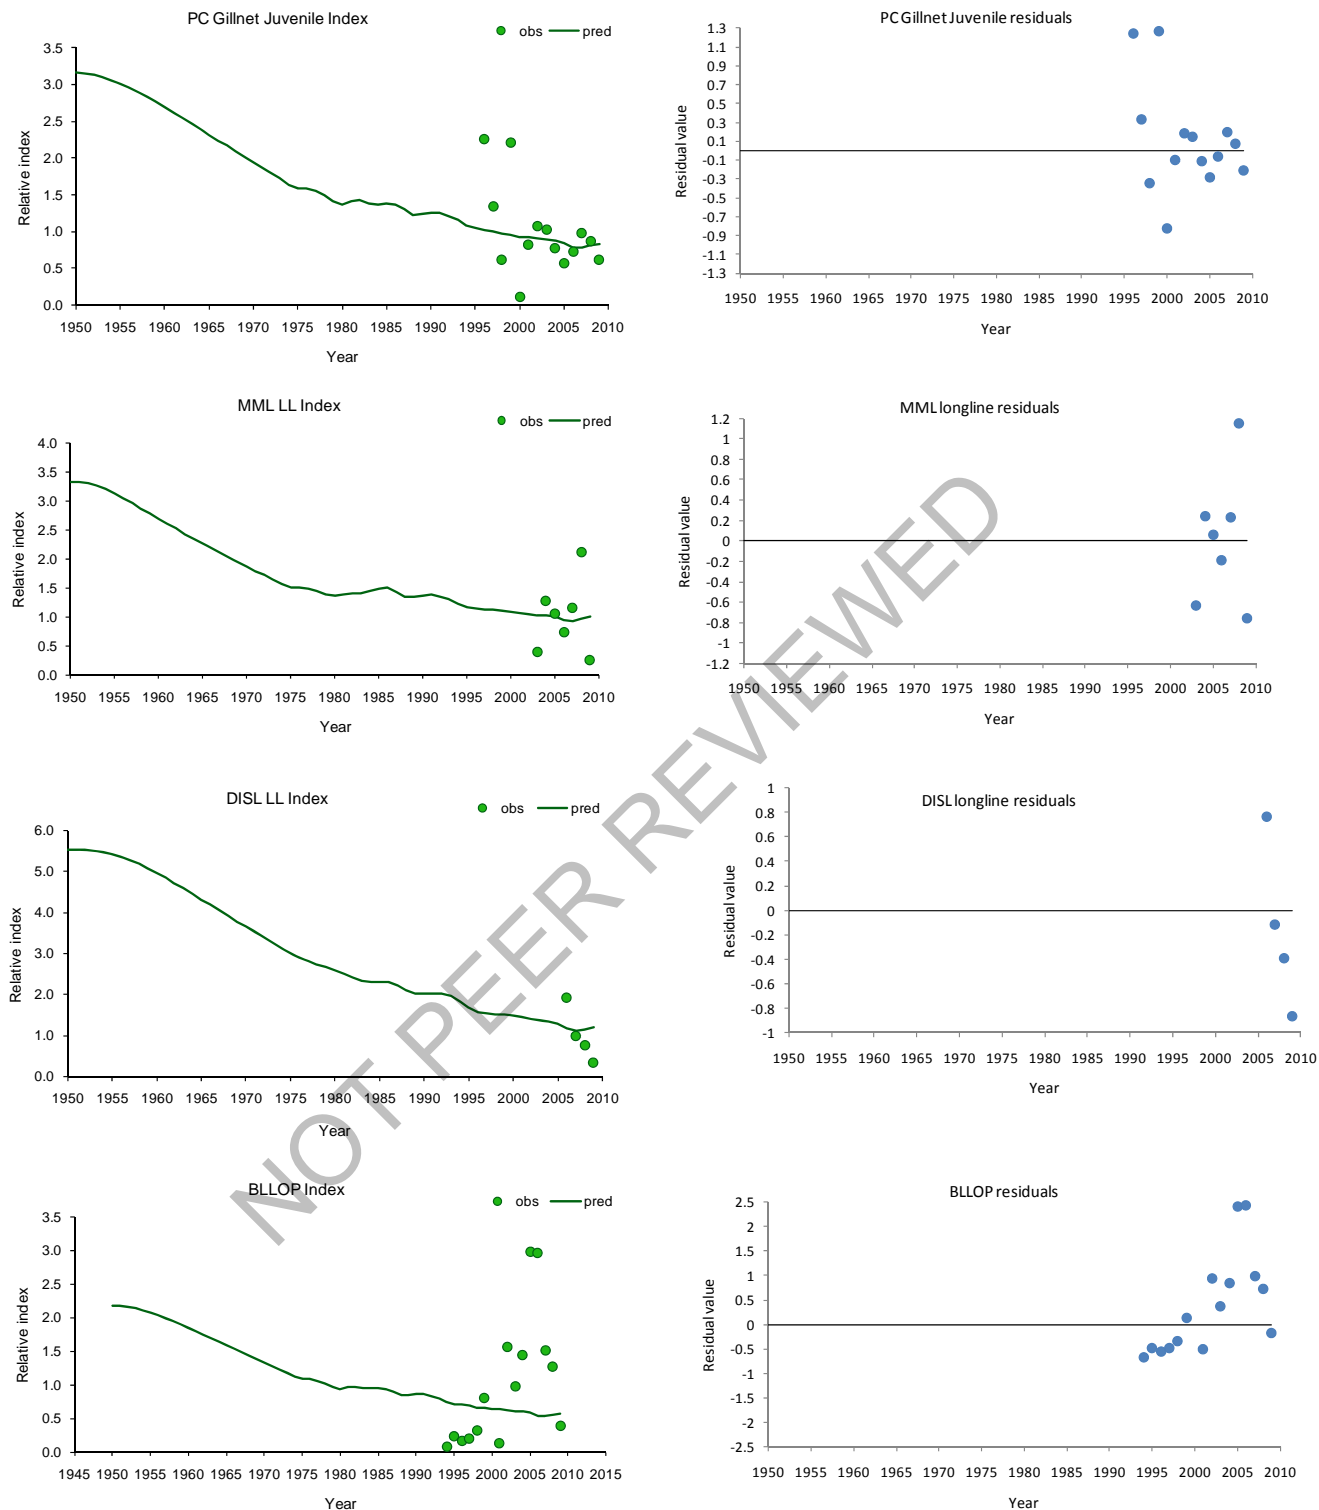 PC Gillnet Juvenile Index
obs pred
3.5
3.0
2.5
2.0
1.5
1.0
0.5
0.0
Relative index
1950 1955 1960 1965 1970 1975 1980 1985 1990 1995 2000 2005 2010
Year
PC Gillnet Juvenile residuals
1.3
1.1
0.9
0.7
0.5
0.3
0.1
-0.1
-0.3
-0.5
-0.7
-0.9
-1.1
-1.3
Residual value
1950 1955 1960 1965 1970 1975 1980 1985 1990 1995 2000 2005 2010
Year
MML LL Index
obs pred
4.0
3.5
3.0
2.5
2.0
1.5
1.0
0.5
0.0
Relative index
1950 1955 1960 1965 1970 1975 1980 1985 1990 1995 2000 2005 2010
Year
MML longline residuals
1.2
1
0.8
0.6
0.4
0.2
0
-0.2
-0.4
-0.6
-0.8
-1
-1.2
Residual value
1950 1955 1960 1965 1970 1975 1980 1985 1990 1995 2000 2005 2010
Year
DISL LL Index
obs pred
6.0
5.0
4.0
3.0
2.0
1.0
0.0
Relative index
1950 1955 1960 1965 1970 1975 1980 1985 1990 1995 2000 2005 2010
Year
DISL longline residuals
1
0.8
0.6
0.4
0.2
0
-0.2
-0.4
-0.6
-0.8
-1
Residual value
1950 1955 1960 1965 1970 1975 1980 1985 1990 1995 2000 2005 2010
Year
BLLOP Index
obs pred
3.5
3.0
2.5
2.0
1.5
1.0
0.5
0.0
Relative index
1945 1950 1955 1960 1965 1970 1975 1980 1985 1990 1995 2000 2005 2010 2015
Year
BLLOP residuals
2.5
2
1.5
1
0.5
0
-0.5
-1
-1.5
-2
-2.5
Residual value
1950 1955 1960 1965 1970 1975 1980 1985 1990 1995 2000 2005 2010
Year
NOT PEER REVIEWED